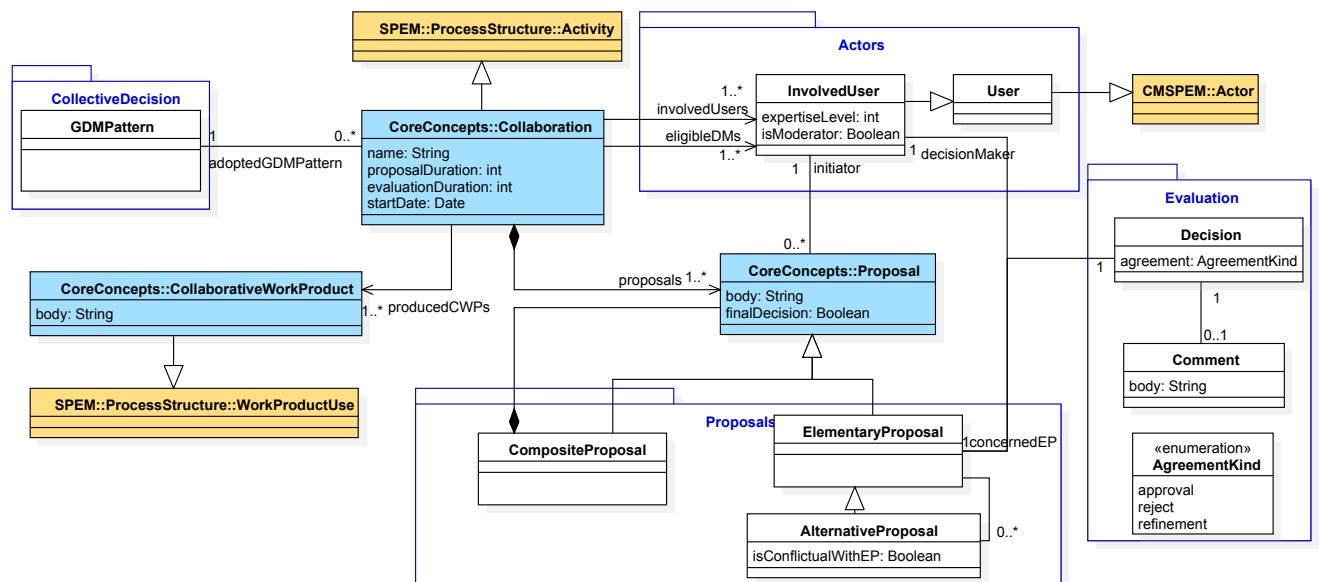 SPEM::ProcessStructure::Activity
Actors
CollectiveDecision
GDMPattern
1
adoptedGDMPattern
0..*
CoreConcepts::Collaboration
name: String
proposalDuration: int
evaluationDuration: int
startDate: Date
1..*
involvedUsers
eligibleDMs
1..*
InvolvedUser
expertiseLevel: int
isModerator: Boolean
User
CMSPEM::Actor
1
initiator
1
decisionMaker
Evaluation
Decision
agreement: AgreementKind
1
1
0..1
Comment
body: String
«enumeration»
AgreementKind
approval
reject
refinement
0..*
proposals
1..*
CoreConcepts::Proposal
body: String
finalDecision: Boolean
CoreConcepts::CollaborativeWorkProduct
body: String
1..*
producedCWPs
SPEM::ProcessStructure::WorkProductUse
Proposals
CompositeProposal
ElementaryProposal
1concernedEP
AlternativeProposal
isConflictualWithEP: Boolean
0..*